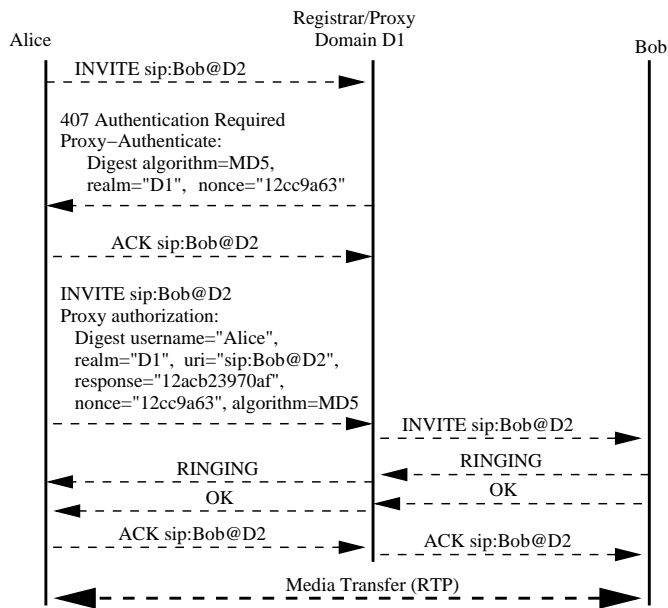 Registrar/Proxy
Alice
Domain D1
Bob
INVITE sip:Bob@D2
407 Authentication Required
Proxy−Authenticate:
Digest algorithm=MD5,
realm="D1", nonce="12cc9a63"
ACK sip:Bob@D2
INVITE sip:Bob@D2
Proxy authorization:
Digest username="Alice",
realm="D1", uri="sip:Bob@D2",
response="12acb23970af",
nonce="12cc9a63", algorithm=MD5
INVITE sip:Bob@D2
RINGING
RINGING
OK
OK
ACK sip:Bob@D2
ACK sip:Bob@D2
Media Transfer (RTP)